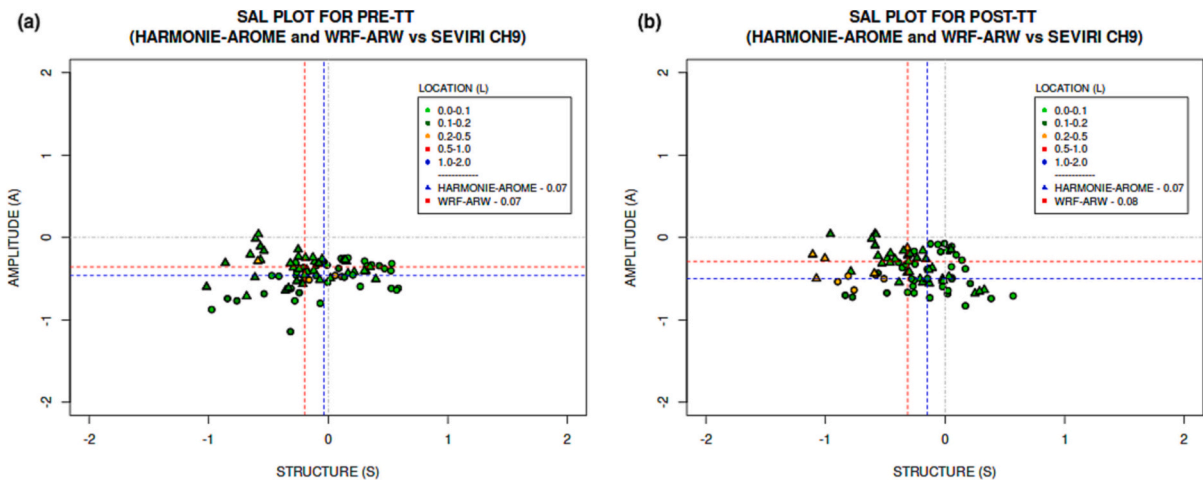 (a)
SAL PLOT FOR PRE-TT
(HARMONIE-AROME and WRF-ARW vs SEVIRI CH9)
AMPLITUDE (A)
2
1
0
-1
-2
LOCATION (L)
0.0-0.1
0.1-0.2
0.2-0.5
0.5-1.0
1.0-2.0
------------
HARMONIE-AROME - 0.07
WRF-ARW - 0.07
-2
-1
0
1
2
STRUCTURE (S)
(b)
SAL PLOT FOR POST-TT
(HARMONIE-AROME and WRF-ARW vs SEVIRI CH9)
AMPLITUDE (A)
2
1
0
-1
-2
LOCATION (L)
0.0-0.1
0.1-0.2
0.2-0.5
0.5-1.0
1.0-2.0
------------
HARMONIE-AROME - 0.07
WRF-ARW - 0.08
-2
-1
0
1
2
STRUCTURE (S)